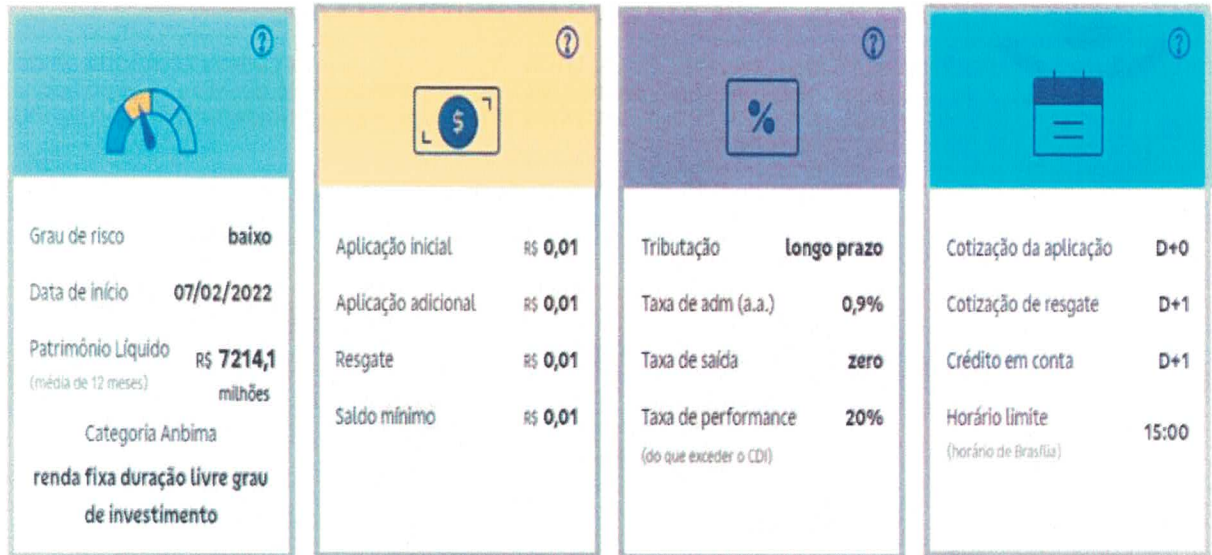 ?
Grau de risco baixo
Data de início 07/02/2022
Patrimônio Líquido R$ 7214,1
(média de 12 meses) milhões
Categoria Anbima
renda fixa duração livre grau
de investimento
?
$
Aplicação inicial R$ 0,01
Aplicação adicional R$ 0,01
Resgate R$ 0,01
Saldo mínimo R$ 0,01
?
%
Tributação longo prazo
Taxa de adm (a.a.) 0,9%
Taxa de saída zero
Taxa de performance 20%
(do que exceder o CDI)
?
Cotização da aplicação D+0
Cotização de resgate D+1
Crédito em conta D+1
Horário limite 15:00
(horário de Brasília)